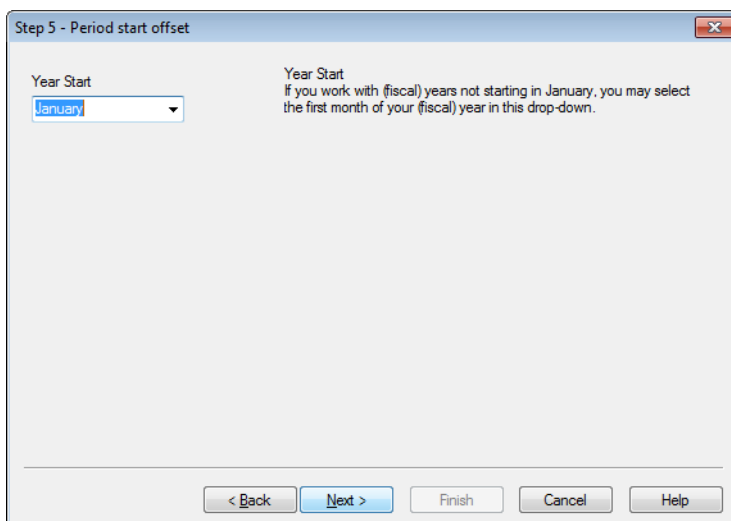 Step 5 - Period start offset
Year Start
January
Year Start
If you work with (fiscal) years not starting in January, you may select
the first month of your (fiscal) year in this drop-down.
< Back
Next >
Finish
Cancel
Help